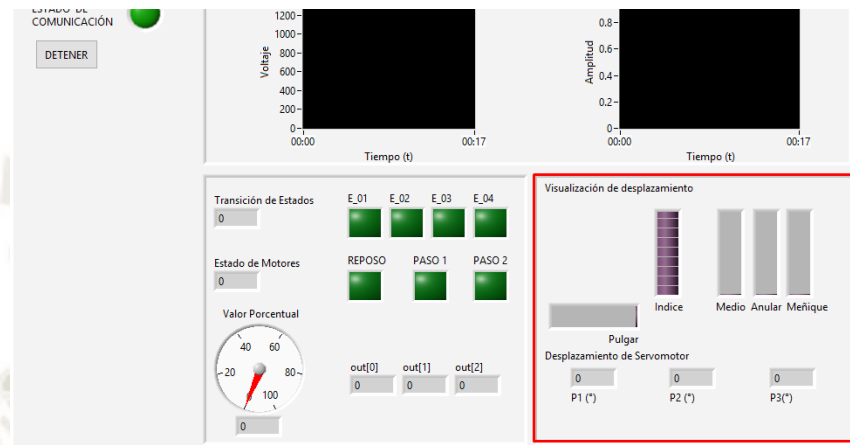 ESTADO DE
COMUNICACIÓN
DETENER
Voltaje
1200
1000
800
600
400
200
0
00:00
00:17
Tiempo (t)
Amplitud
0.8
0.6
0.4
0.2
0
00:00
00:17
Tiempo (t)
Transición de Estados
0
E_01 E_02 E_03 E_04
Estado de Motores
0
REPOSO PASO 1 PASO 2
Valor Porcentual
40 60
20 80
0 100
0
out[0] out[1] out[2]
0 0 0
Visualización de desplazamiento
Indice Medio Anular Meñique
Pulgar
Desplazamiento de Servomotor
0 0 0
P1 (°) P2 (°) P3(°)